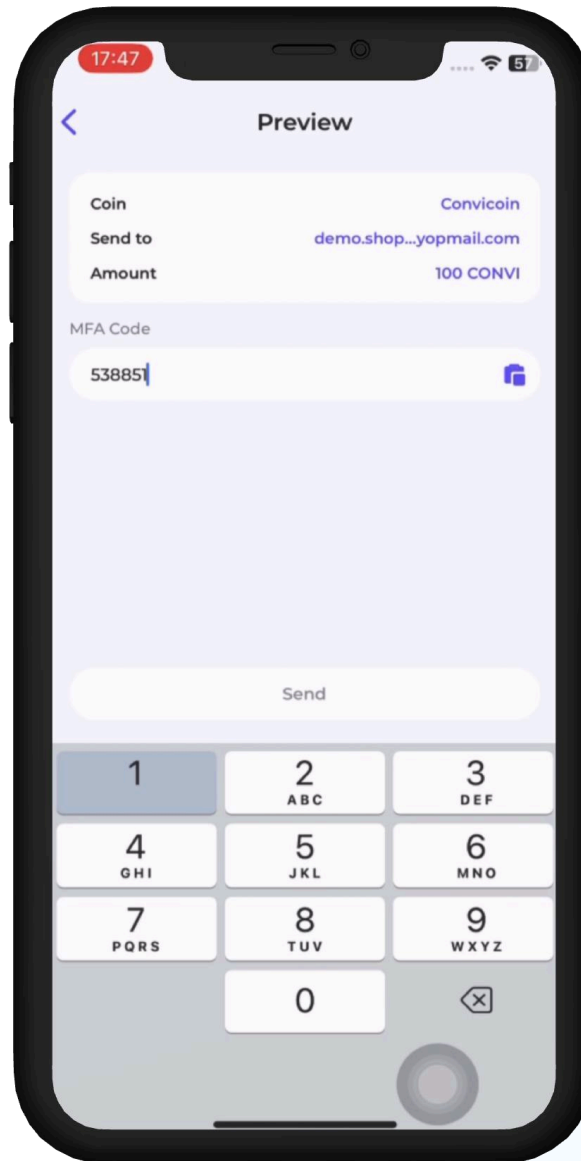 17:47
57
Preview
Coin Convicoin
Send to demo.shop...yopmail.com
Amount 100 CONVI
MFA Code
538851
Send
1 2 3
ABC DEF
4 5 6
GHI JKL MNO
7 8 9
PQRS TUV WXYZ
0